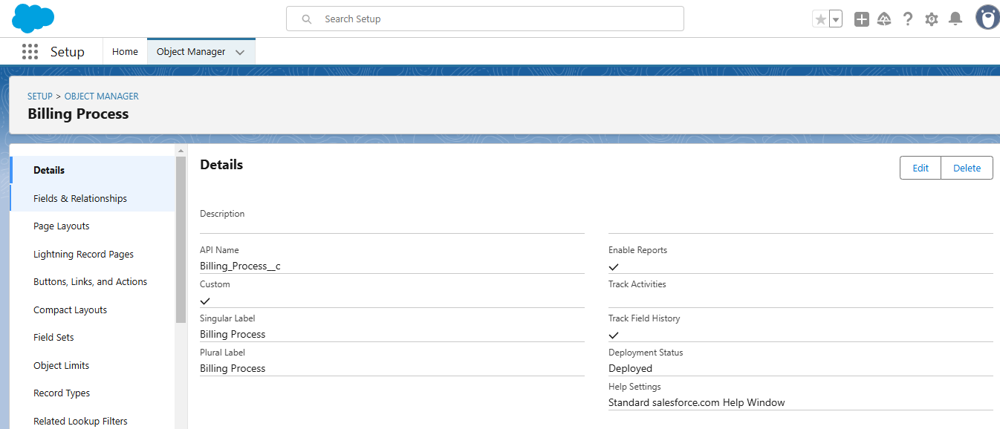 Search Setup
Setup
Home
Object Manager
SETUP > OBJECT MANAGER
Billing Process
Details
Fields & Relationships
Page Layouts
Lightning Record Pages
Buttons, Links, and Actions
Compact Layouts
Field Sets
Object Limits
Record Types
Related Lookup Filters
Details
Edit
Delete
Description
API Name
Billing_Process__c
Custom
Singular Label
Billing Process
Plural Label
Billing Process
Enable Reports
Track Activities
Track Field History
Deployment Status
Deployed
Help Settings
Standard salesforce.com Help Window